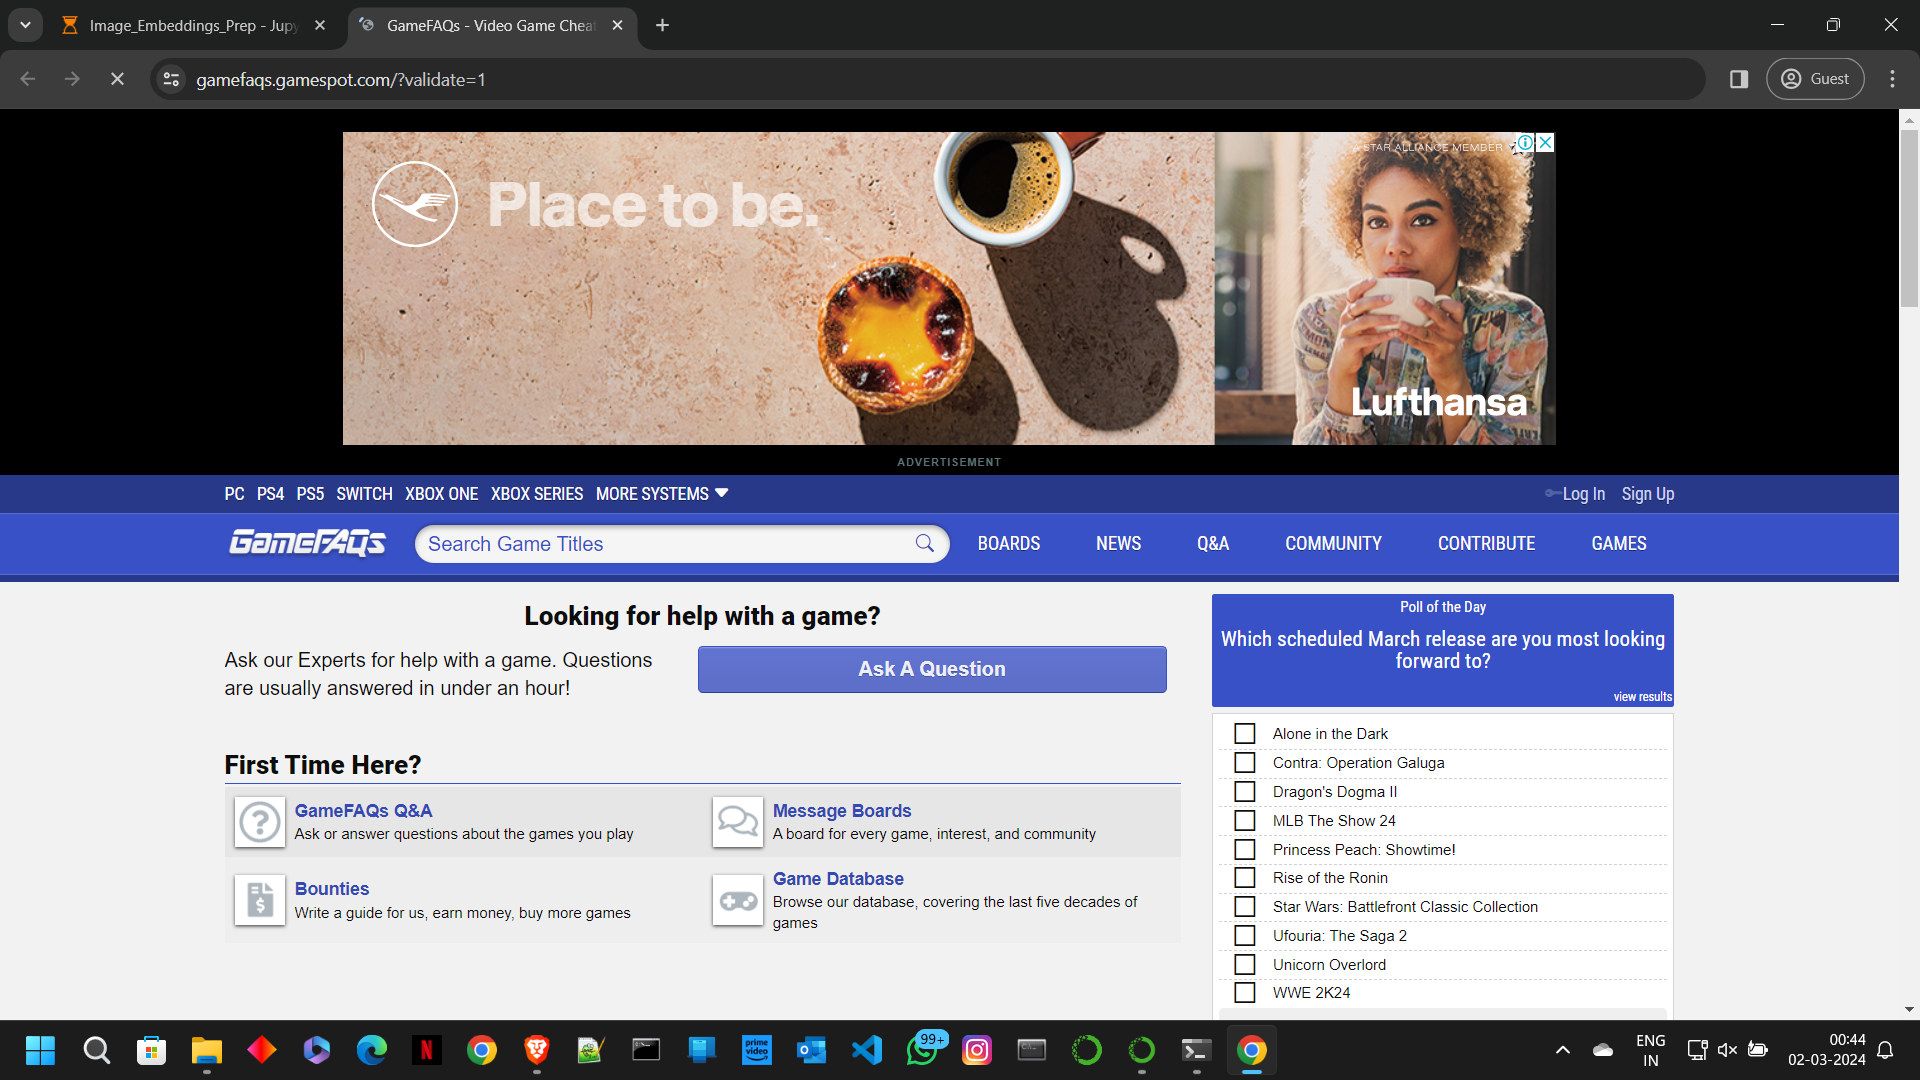 Image_Embeddings_Prep - Jupy
GameFAQs - Video Game Cheat
gamefaqs.gamespot.com/?validate=1
Guest
Place to be.
A STAR ALLIANCE MEMBER
Lufthansa
ADVERTISEMENT
PC PS4 PS5 SWITCH XBOX ONE XBOX SERIES MORE SYSTEMS
Log In Sign Up
GameFAQs
Search Game Titles
BOARDS NEWS Q&A COMMUNITY CONTRIBUTE GAMES
Looking for help with a game?
Ask our Experts for help with a game. Questions
are usually answered in under an hour!
Ask A Question
First Time Here?
GameFAQs Q&A
Ask or answer questions about the games you play
Message Boards
A board for every game, interest, and community
Bounties
Write a guide for us, earn money, buy more games
Game Database
Browse our database, covering the last five decades of
games
Poll of the Day
Which scheduled March release are you most looking
forward to?
view results
Alone in the Dark
Contra: Operation Galuga
Dragon's Dogma II
MLB The Show 24
Princess Peach: Showtime!
Rise of the Ronin
Star Wars: Battlefront Classic Collection
Ufouria: The Saga 2
Unicorn Overlord
WWE 2K24
N
prime
video
99+
ENG
IN
00:44
02-03-2024